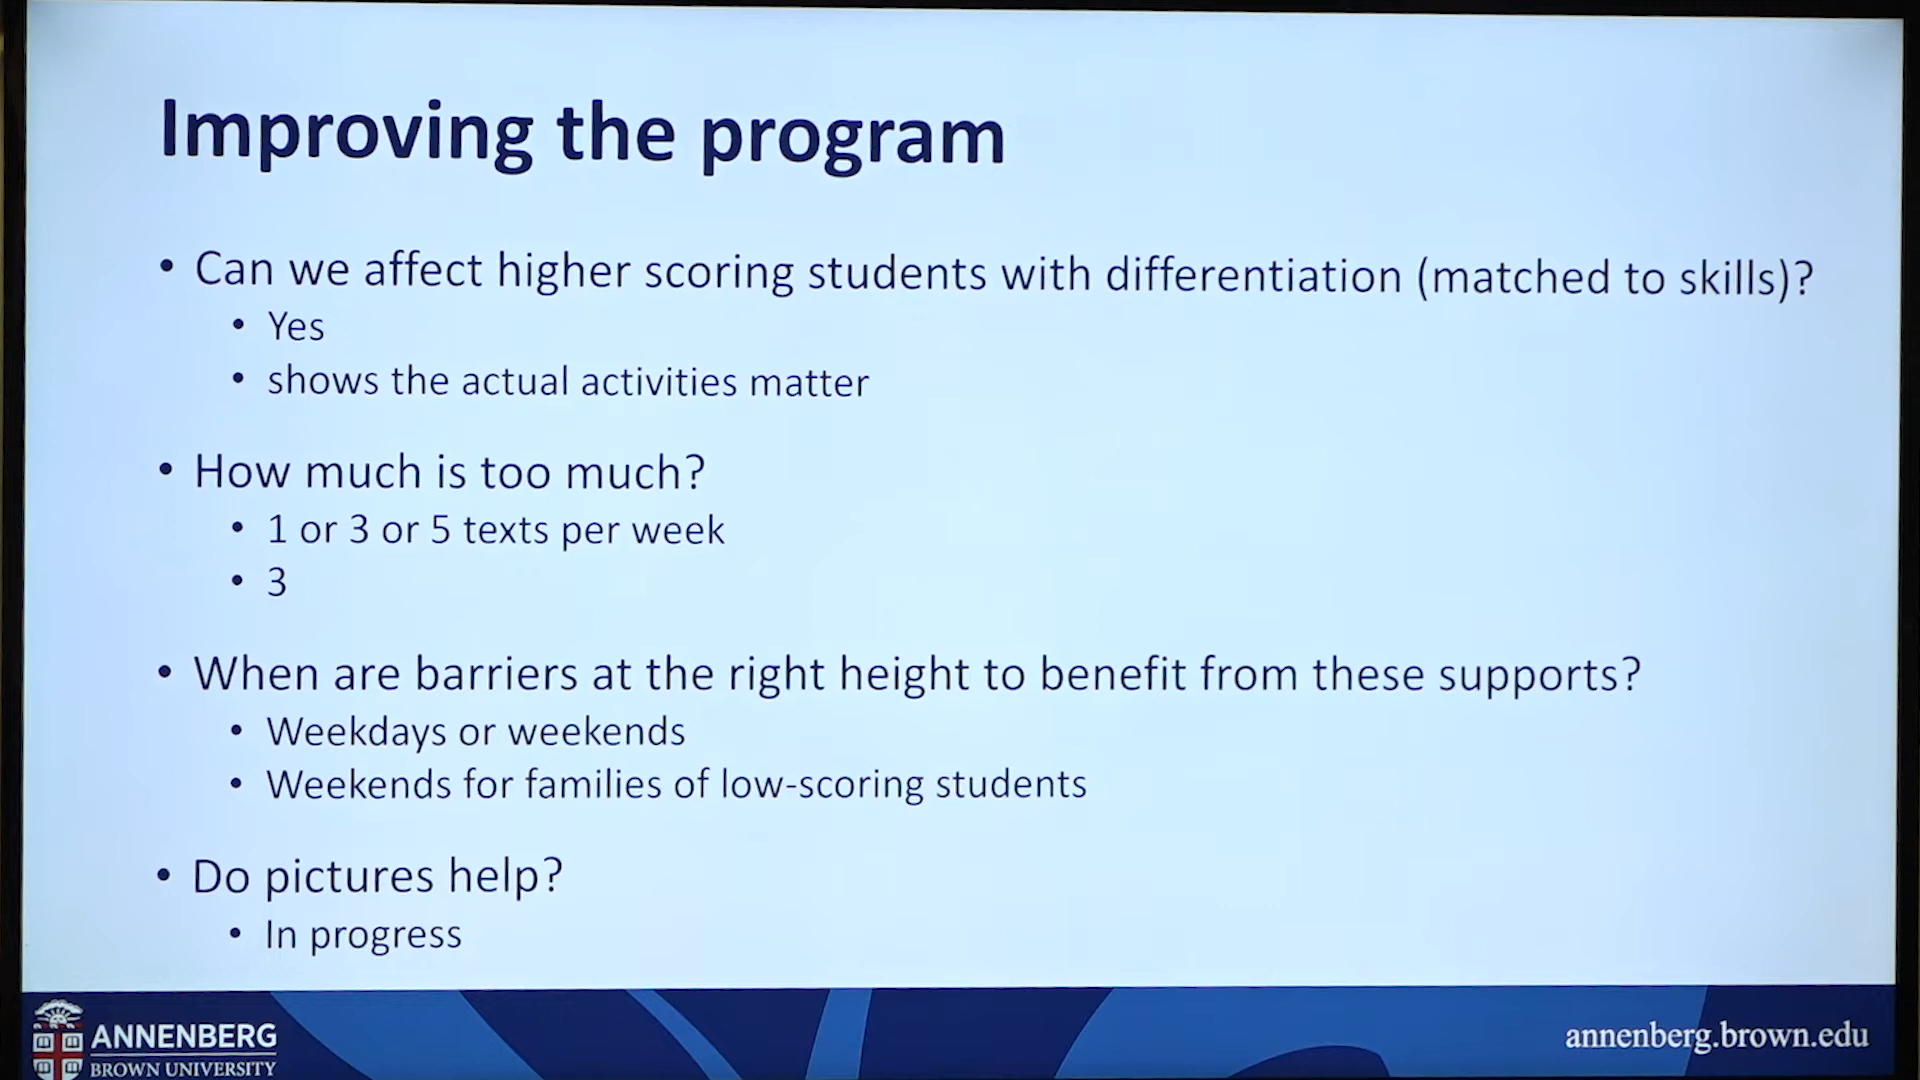 Improving the program
• Can we affect higher scoring students with differentiation (matched to skills)?
• Yes
• shows the actual activities matter
• How much is too much?
• 1 or 3 or 5 texts per week
• 3
• When are barriers at the right height to benefit from these supports?
• Weekdays or weekends
• Weekends for families of low-scoring students
• Do pictures help?
• In progress
ANNENBERG
BROWN UNIVERSITY
annenberg.brown.edu